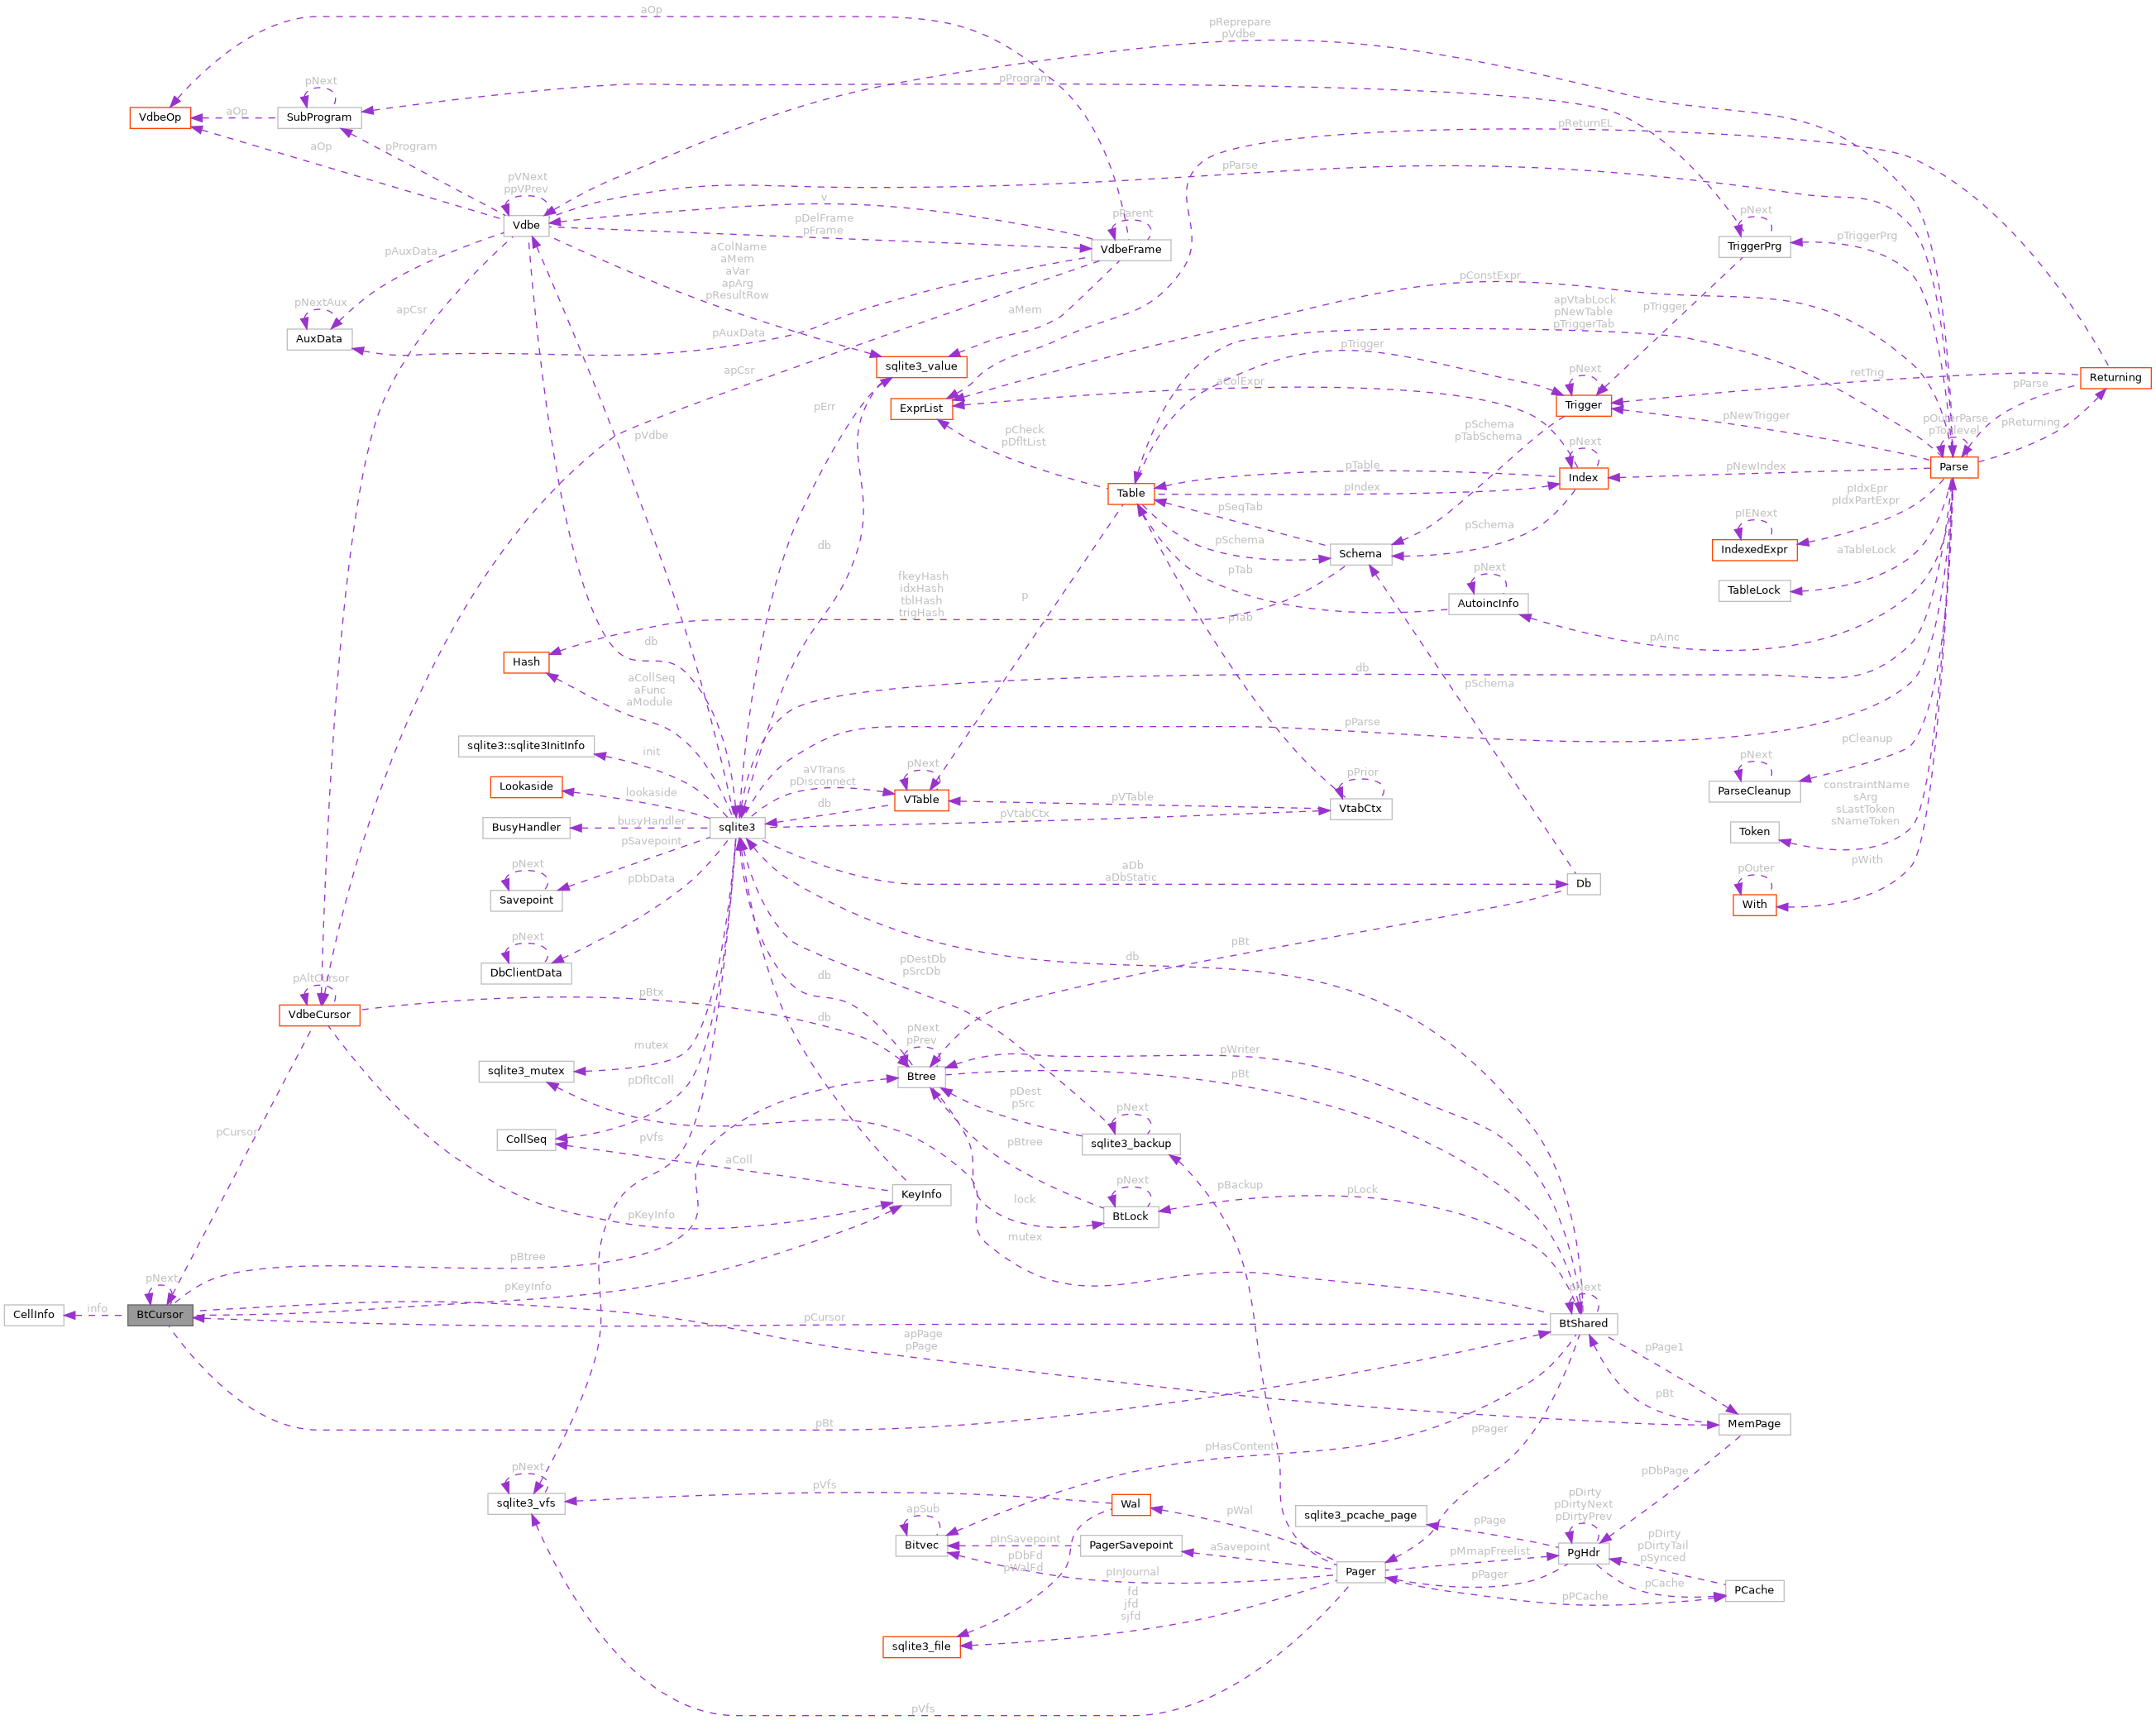 aOp
pReprepare
pVdbe
pNext
pProgram
VdbeOp
aOp
SubProgram
pReturnEL
aOp
pProgram
pParse
pVNext
ppVPrev
v
Vdbe
pDelFrame
pFrame
pParent
VdbeFrame
pNext
TriggerPrg
pTriggerPrg
pAuxData
aColName
aMem
aVar
apArg
pResultRow
pConstExpr
pNextAux
AuxData
apCsr
pAuxData
aMem
apVtabLock
pNewTable
pTriggerTab
pTrigger
pTrigger
sqlite3_value
apCsr
aColExpr
pNext
retTrig
pParse
Returning
ExprList
pErr
Trigger
pNewTrigger
pOuterParse
pToplevel
pReturning
pCheck
pDfltList
pSchema
pTabSchema
pNext
pVdbe
pTable
Index
pNewIndex
Parse
Table
pIndex
pIdxEpr
pIdxPartExpr
pSeqTab
pSchema
pIENext
IndexedExpr
aTableLock
db
pSchema
Schema
pTab
pNext
TableLock
fkeyHash
idxHash
tblHash
trigHash
p
AutoincInfo
pTab
db
pAinc
Hash
db
aCollSeq
aFunc
aModule
pSchema
sqlite3::sqlite3InitInfo
init
pParse
pCleanup
aVTrans
pDisconnect
pNext
pPrior
pNext
Lookaside
lookaside
db
VTable
pVTable
VtabCtx
ParseCleanup
constraintName
sArg
sLastToken
sNameToken
BusyHandler
busyHandler
sqlite3
pVtabCtx
Token
pSavepoint
pNext
Savepoint
pDbData
aDb
aDbStatic
Db
pOuter
With
pWith
pNext
DbClientData
pDestDb
pSrcDb
pBt
db
pAltCursor
VdbeCursor
pBtx
db
db
mutex
sqlite3_mutex
pNext
pPrev
Btree
pWriter
pBt
pDfltColl
pDest
pSrc
pNext
sqlite3_backup
pCursor
CollSeq
pVfs
aColl
pBtree
pNext
pBackup
pLock
KeyInfo
lock
BtLock
pKeyInfo
mutex
pBtree
pNext
pKeyInfo
pNext
CellInfo
info
BtCursor
pCursor
BtShared
apPage
pPage
pPage1
pBt
pBt
MemPage
pHasContent
pPager
pNext
sqlite3_vfs
pVfs
pDbPage
Wal
pWal
sqlite3_pcache_page
pDirty
pDirtyNext
pDirtyPrev
apSub
Bitvec
pInSavepoint
PagerSavepoint
aSavepoint
pPage
pMmapFreelist
PgHdr
pDirty
pDirtyTail
pSynced
pDbFd
pWalFd
pInJournal
Pager
pPager
pCache
PCache
pPCache
fd
jfd
sjfd
sqlite3_file
pVfs